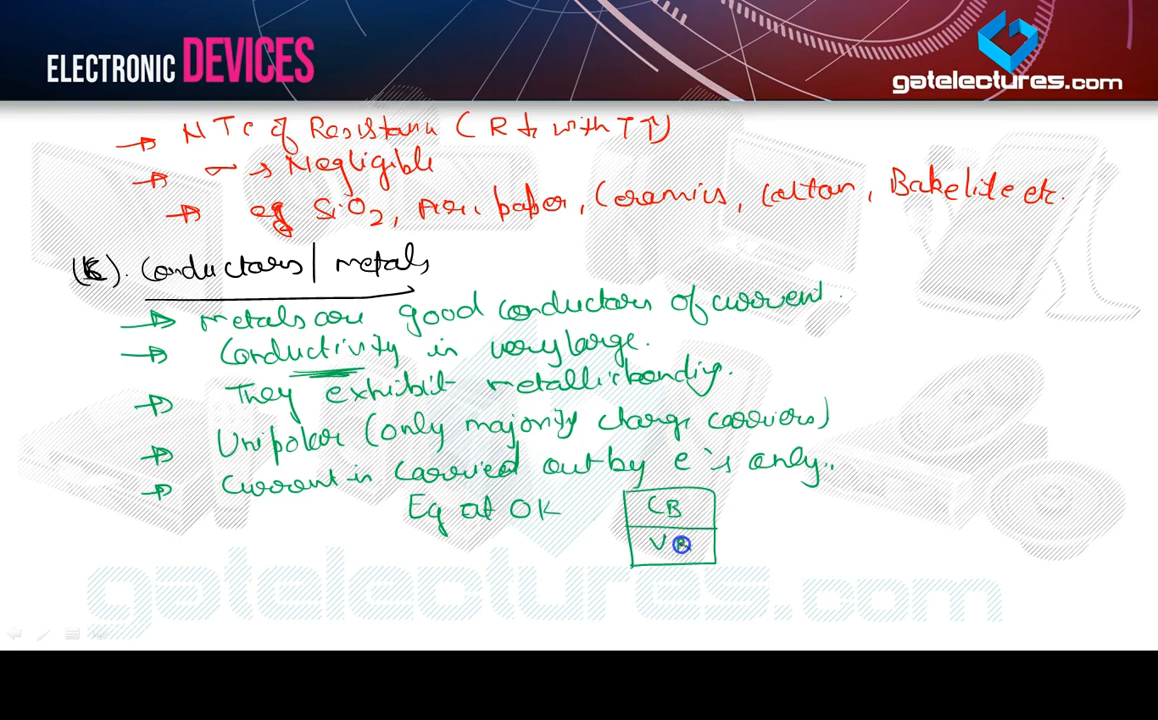 ELECTRONIC DEVICES
gatelectures.com
→ NTC of Resistance (R ↓ with T↑)
→ σ → Negligible
→ eg SiO2, Air, paper, Ceramics, Cotton, Bakelite etc.
Conductors / metals
→ Metals are good conductors of current.
→ Conductivity is very large.
→ They exhibit metallic bonding.
→ Unipolar (only majority charge carriers)
→ Current is carried out by e's only..
Eg at 0K
CB
VB
gatelectures.com